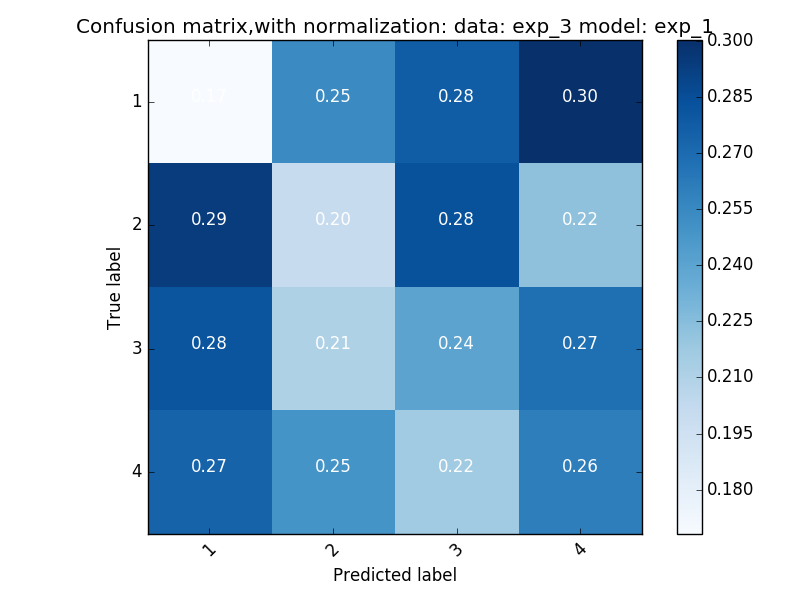 Confusion matrix,with normalization: data: exp_3 model: exp_1
1 0.17 0.25 0.28 0.30
2 0.29 0.20 0.28 0.22
3 0.28 0.21 0.24 0.27
4 0.27 0.25 0.22 0.26
1 2 3 4
Predicted label
True label
0.300
0.285
0.270
0.255
0.240
0.225
0.210
0.195
0.180